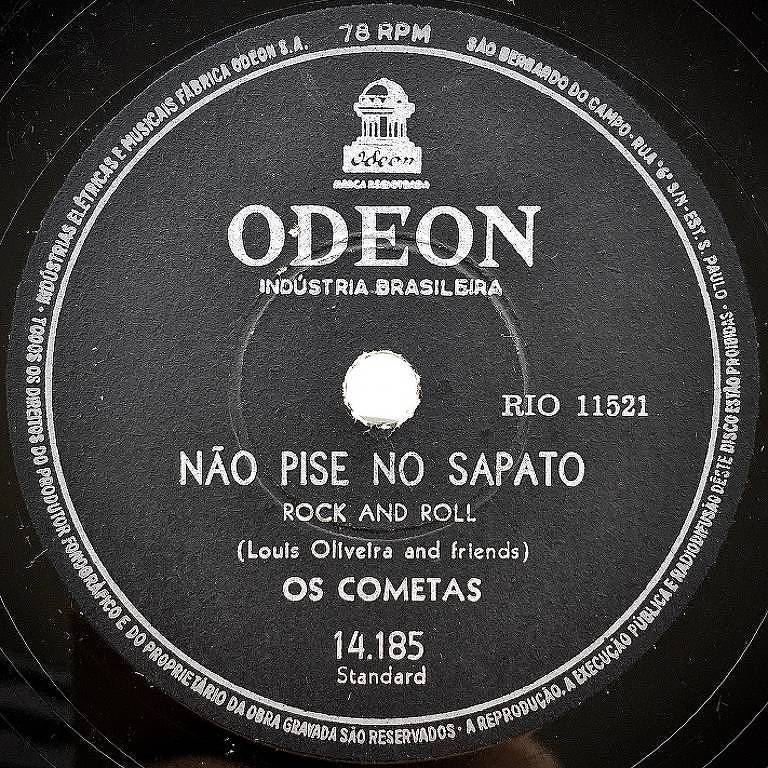 78 RPM
INDÚSTRIAS ELÉTRICAS E MUSICAIS FÁBRICA ODEON S.A.
SÃO BERNARDO DO CAMPO · RUA "6" S/N - EST. S. PAULO ·
Odeon
MARCA REGISTRADA
ODEON
INDÚSTRIA BRASILEIRA
RIO 11521
NÃO PISE NO SAPATO
ROCK AND ROLL
(Louis Oliveira and friends)
OS COMETAS
14.185
Standard
TODOS OS DIREITOS DO PRODUTOR FONOGRÁFICO E DO PROPRIETÁRIO DA OBRA GRAVADA SÃO RESERVADOS · A REPRODUÇÃO, A EXECUÇÃO PÚBLICA E RADIODIFUSÃO DÊSTE DISCO ESTÃO PROIBIDAS ·